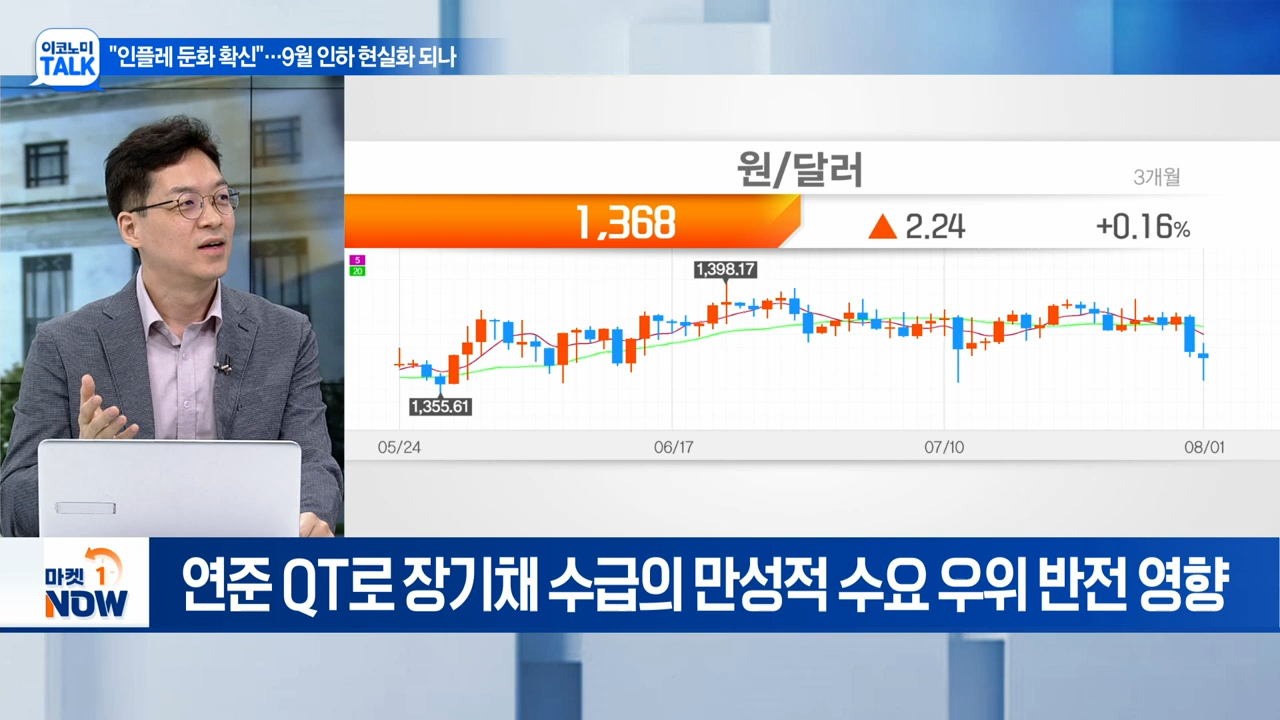 이코노미
TALK
"인플레 둔화 확신"…9월 인하 현실화 되나
원/달러
3개월
1,368
▲ 2.24
+0.16%
5
20
1,398.17
1,355.61
05/24
06/17
07/10
08/01
마켓 1
NOW
연준 QT로 장기채 수급의 만성적 수요 우위 반전 영향